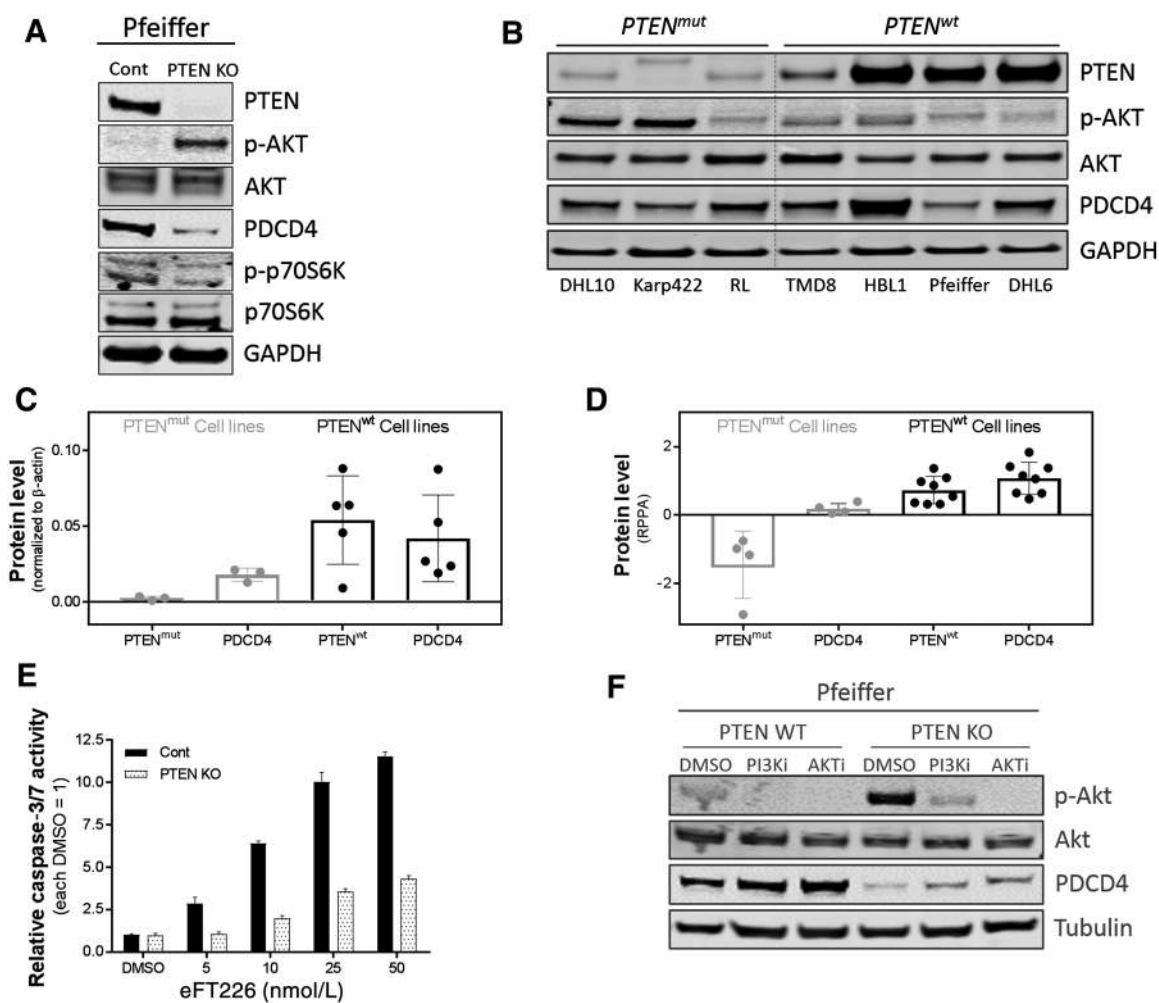 A
Pfeiffer
Cont PTEN KO
PTEN
p-AKT
AKT
PDCD4
p-p70S6K
p70S6K
GAPDH
B
PTENmut PTENwt
PTEN
p-AKT
AKT
PDCD4
GAPDH
DHL10 Karp422 RL TMD8 HBL1 Pfeiffer DHL6
C
PTENmut Cell lines PTENwt Cell lines
Protein level
(normalized to β-actin)
0.10
0.05
0.00
PTENmut PDCD4 PTENwt PDCD4
D
PTENmut Cell lines PTENwt Cell lines
Protein level
(RPPA)
2
0
-2
PTENmut PDCD4 PTENwt PDCD4
E
Relative caspase-3/7 activity
(each DMSO = 1)
12.5
10.0
7.5
5.0
2.5
0.0
Cont
PTEN KO
DMSO 5 10 25 50
eFT226 (nmol/L)
F
Pfeiffer
PTEN WT PTEN KO
DMSO PI3Ki AKTi DMSO PI3Ki AKTi
p-Akt
Akt
PDCD4
Tubulin